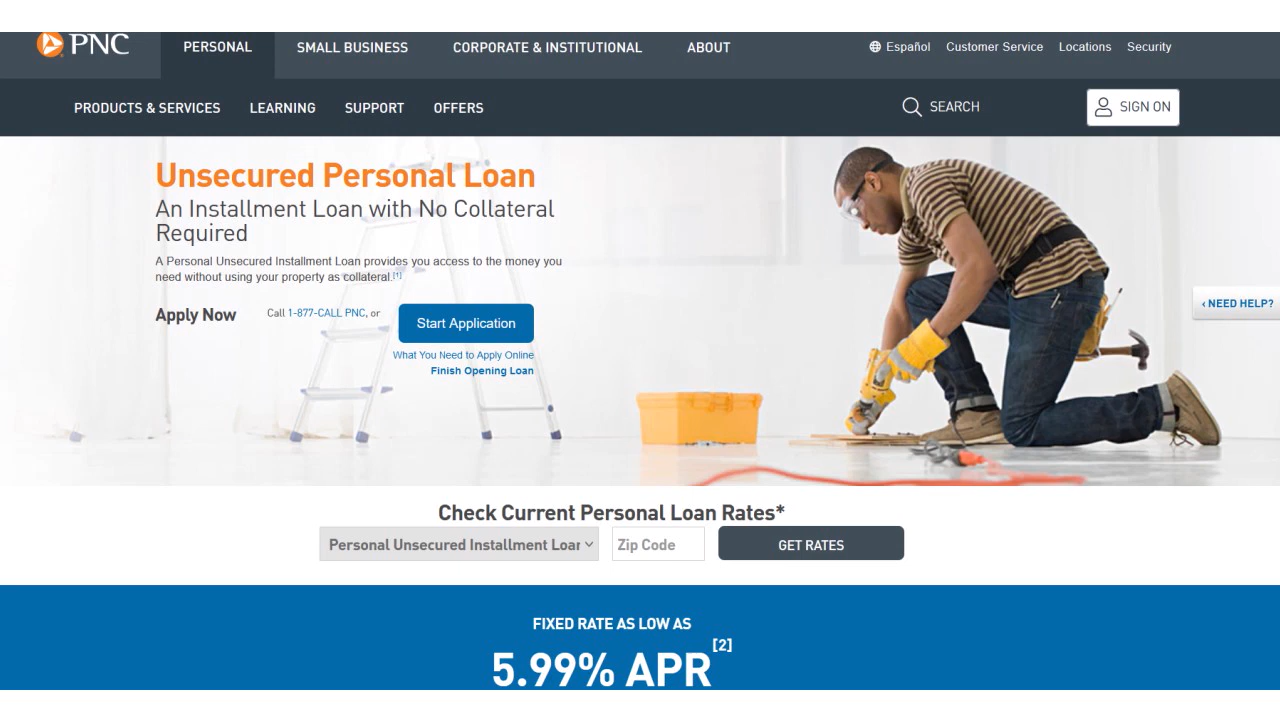 PNC
PERSONAL SMALL BUSINESS CORPORATE & INSTITUTIONAL ABOUT
Español Customer Service Locations Security
PRODUCTS & SERVICES LEARNING SUPPORT OFFERS
SEARCH
SIGN ON
Unsecured Personal Loan
An Installment Loan with No Collateral
Required
A Personal Unsecured Installment Loan provides you access to the money you
need without using your property as collateral.[1]
Apply Now
Call 1-877-CALL PNC, or
Start Application
What You Need to Apply Online
Finish Opening Loan
‹ NEED HELP?
Check Current Personal Loan Rates*
Personal Unsecured Installment Loar
Zip Code
GET RATES
FIXED RATE AS LOW AS
5.99% APR[2]